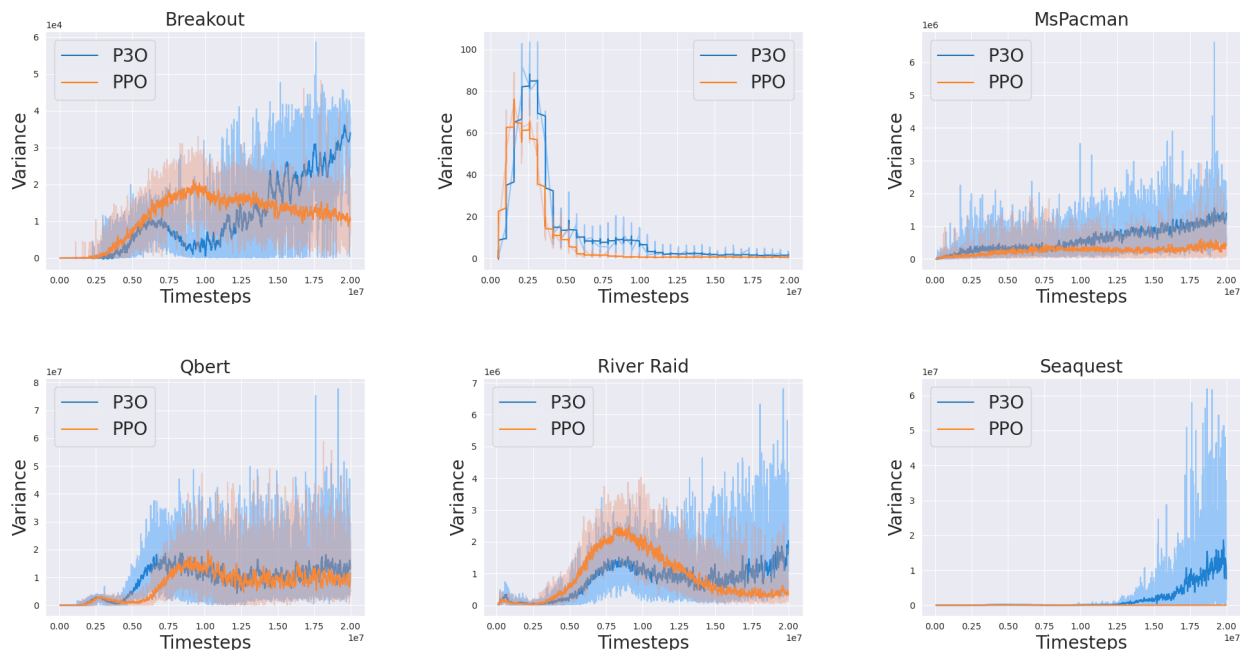 Breakout
1e4
P3O
PPO
Variance
6
5
4
3
2
1
0
0.00 0.25 0.50 0.75 1.00 1.25 1.50 1.75 2.00
1e7
Timesteps
P3O
PPO
Variance
100
80
60
40
20
0
0.00 0.25 0.50 0.75 1.00 1.25 1.50 1.75 2.00
1e7
Timesteps
MsPacman
1e6
P3O
PPO
Variance
6
5
4
3
2
1
0
0.00 0.25 0.50 0.75 1.00 1.25 1.50 1.75 2.00
1e7
Timesteps
Qbert
1e7
P3O
PPO
Variance
8
7
6
5
4
3
2
1
0
0.00 0.25 0.50 0.75 1.00 1.25 1.50 1.75 2.00
1e7
Timesteps
River Raid
1e6
P3O
PPO
Variance
7
6
5
4
3
2
1
0
0.00 0.25 0.50 0.75 1.00 1.25 1.50 1.75 2.00
1e7
Timesteps
Seaquest
1e7
P3O
PPO
Variance
6
5
4
3
2
1
0
0.00 0.25 0.50 0.75 1.00 1.25 1.50 1.75 2.00
1e7
Timesteps